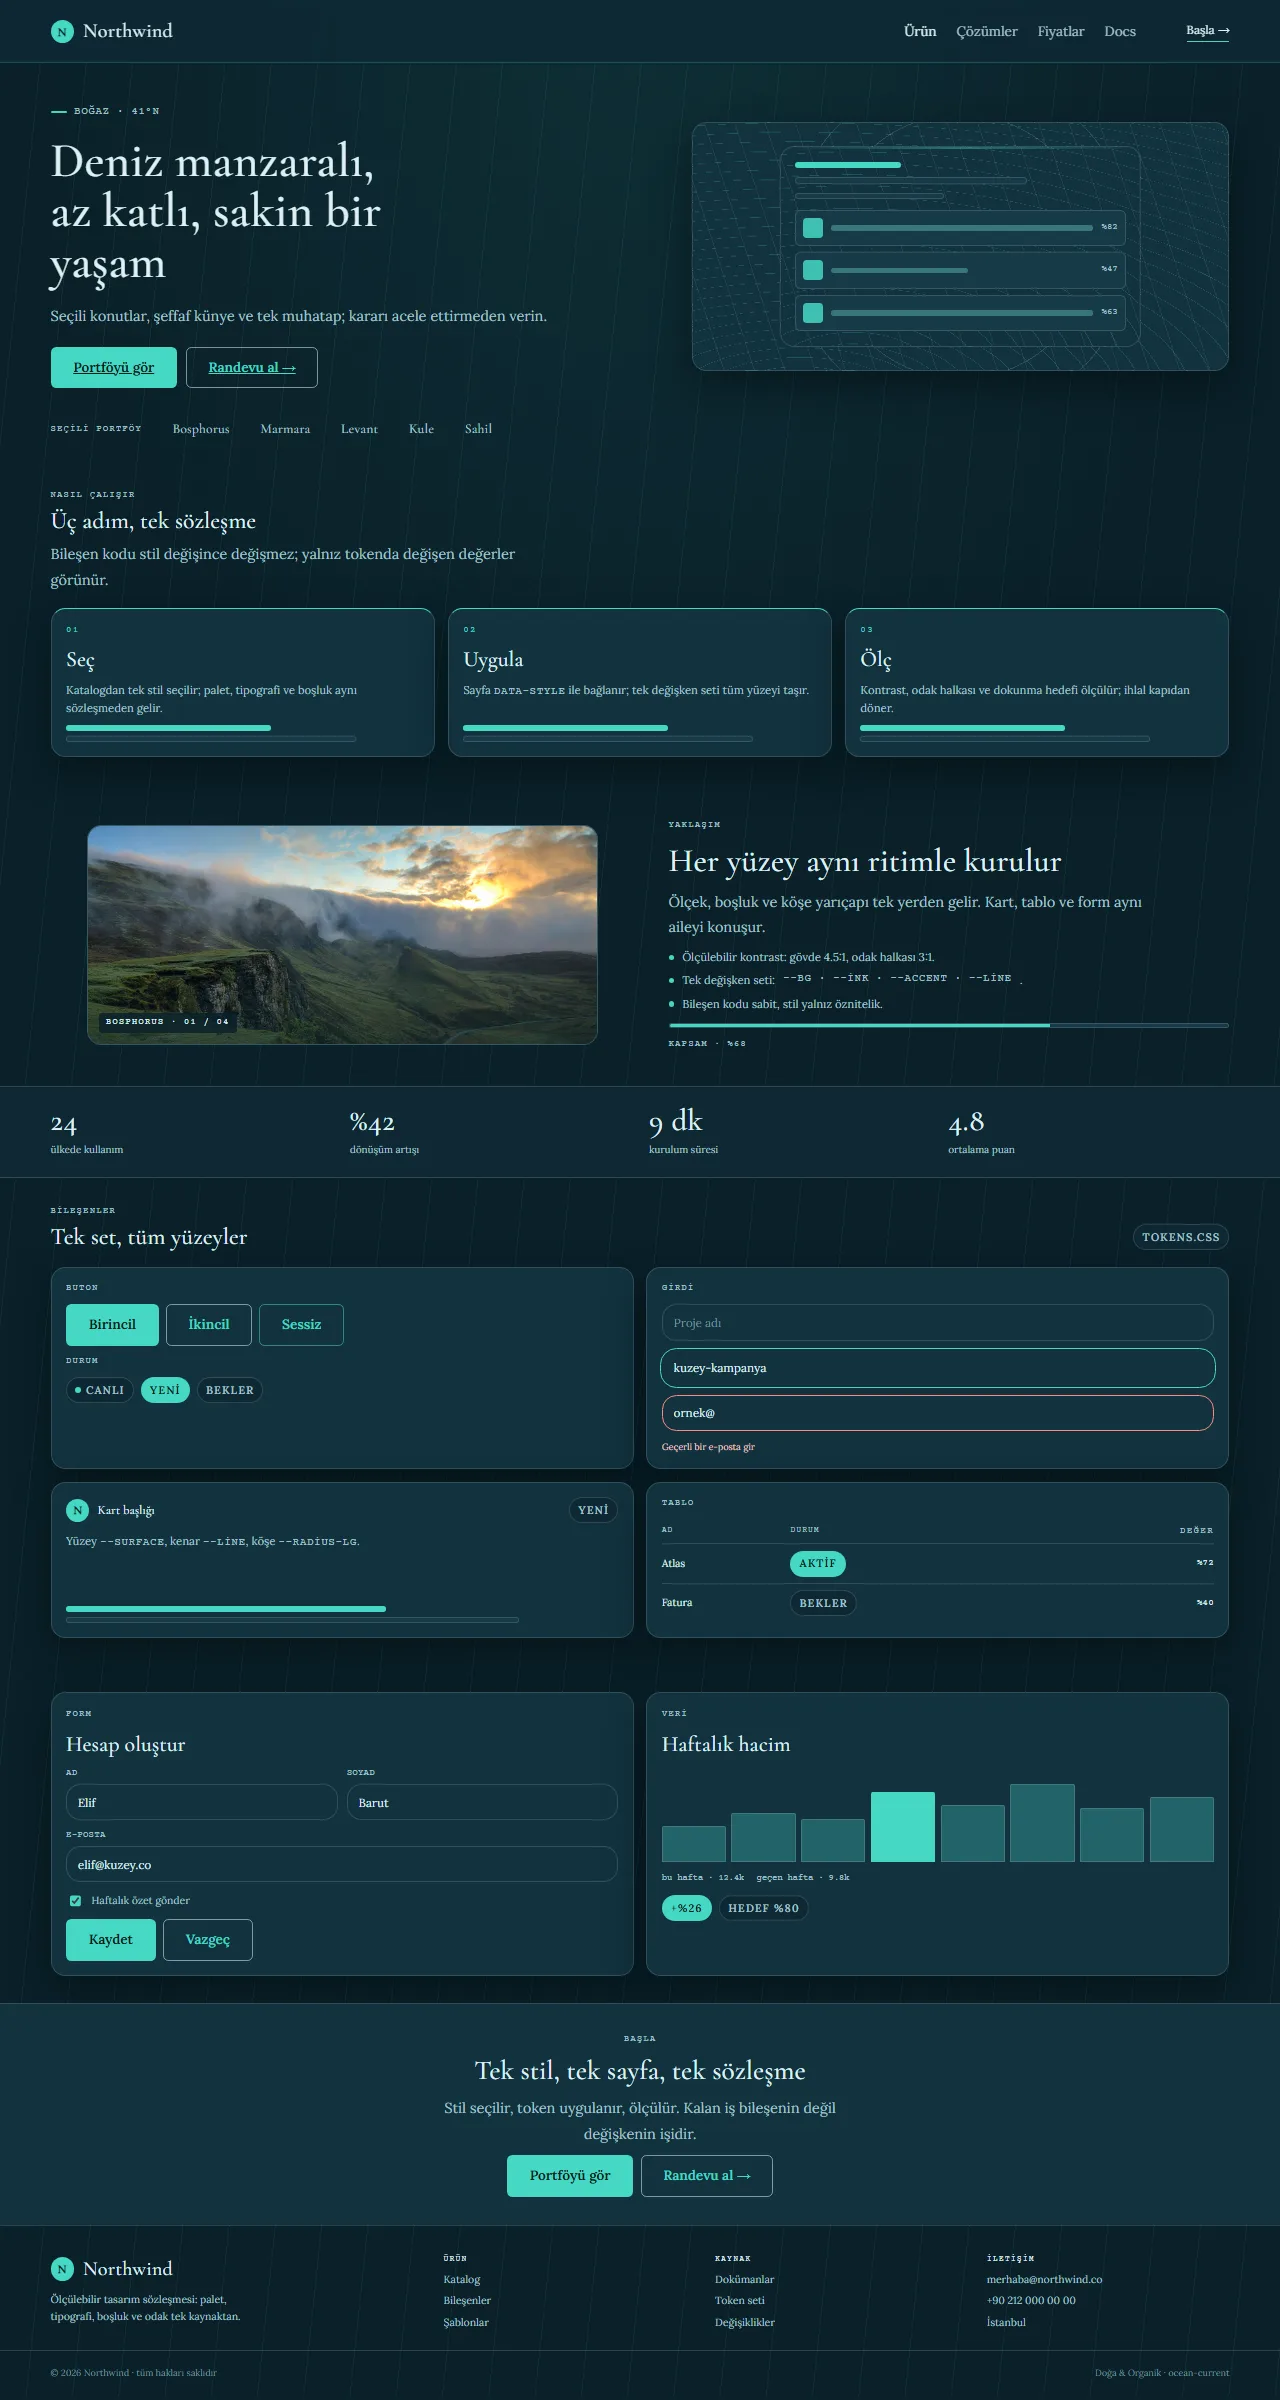 N Northwind
Ürün Çözümler Fiyatlar Docs Başla →
BOĞAZ · 41°N
Deniz manzaralı,
az katlı, sakin bir
yaşam
Seçili konutlar, şeffaf künye ve tek muhatap; kararı acele ettirmeden verin.
Portföyü gör Randevu al →
SEÇİLİ PORTFÖY Bosphorus Marmara Levant Kule Sahil
%82
%47
%63
NASIL ÇALIŞIR
Üç adım, tek sözleşme
Bileşen kodu stil değişince değişmez; yalnız tokenda değişen değerler
görünür.
01
Seç
Katalogdan tek stil seçilir; palet, tipografi ve boşluk aynı
sözleşmeden gelir.
02
Uygula
Sayfa DATA-STYLE ile bağlanır; tek değişken seti tüm yüzeyi taşır.
03
Ölç
Kontrast, odak halkası ve dokunma hedefi ölçülür; ihlal kapıdan
döner.
BOSPHORUS · 01 / 04
YAKLAŞIM
Her yüzey aynı ritimle kurulur
Ölçek, boşluk ve köşe yarıçapı tek yerden gelir. Kart, tablo ve form aynı
aileyi konuşur.
Ölçülebilir kontrast: gövde 4.5:1, odak halkası 3:1.
Tek değişken seti: --BG · --İNK · --ACCENT · --LİNE .
Bileşen kodu sabit, stil yalnız öznitelik.
KAPSAM · %68
24
ülkede kullanım
%42
dönüşüm artışı
9 dk
kurulum süresi
4.8
ortalama puan
BİLEŞENLER
Tek set, tüm yüzeyler
TOKENS.CSS
BUTON
Birincil İkincil Sessiz
DURUM
CANLI YENİ BEKLER
GİRDİ
Proje adı
kuzey-kampanya
ornek@
Geçerli bir e-posta gir
N Kart başlığı YENİ
Yüzey --SURFACE, kenar --LİNE, köşe --RADİUS-LG.
TABLO
AD DURUM DEĞER
Atlas AKTİF %72
Fatura BEKLER %40
FORM
Hesap oluştur
AD SOYAD
Elif Barut
E-POSTA
elif@kuzey.co
Haftalık özet gönder
Kaydet Vazgeç
VERİ
Haftalık hacim
bu hafta · 12.4k geçen hafta · 9.8k
+%26 HEDEF %80
BAŞLA
Tek stil, tek sayfa, tek sözleşme
Stil seçilir, token uygulanır, ölçülür. Kalan iş bileşenin değil
değişkenin işidir.
Portföyü gör Randevu al →
N Northwind
Ölçülebilir tasarım sözleşmesi: palet,
tipografi, boşluk ve odak tek kaynaktan.
ÜRÜN
Katalog
Bileşenler
Şablonlar
KAYNAK
Dokümanlar
Token seti
Değişiklikler
İLETİŞİM
merhaba@northwind.co
+90 212 000 00 00
İstanbul
© 2026 Northwind · tüm hakları saklıdır
Doğa & Organik · ocean-current